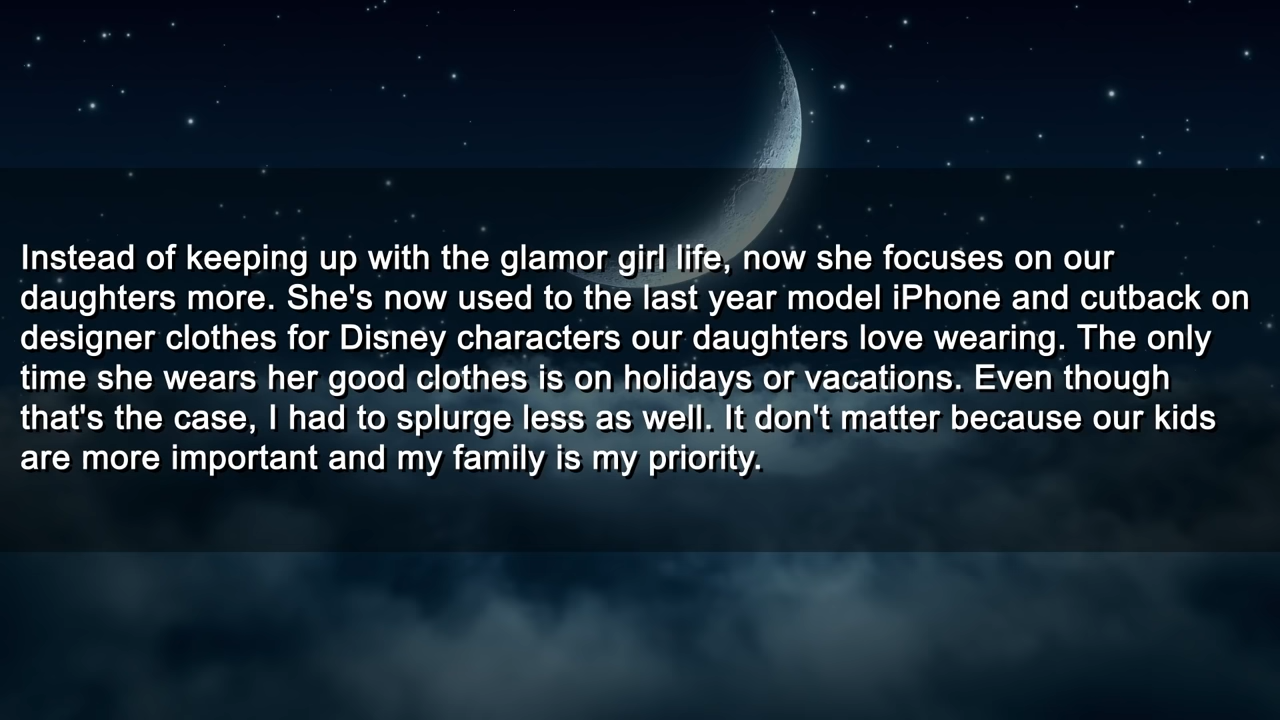 Instead of keeping up with the glamor girl life, now she focuses on our
daughters more. She's now used to the last year model iPhone and cutback on
designer clothes for Disney characters our daughters love wearing. The only
time she wears her good clothes is on holidays or vacations. Even though
that's the case, I had to splurge less as well. It don't matter because our kids
are more important and my family is my priority.